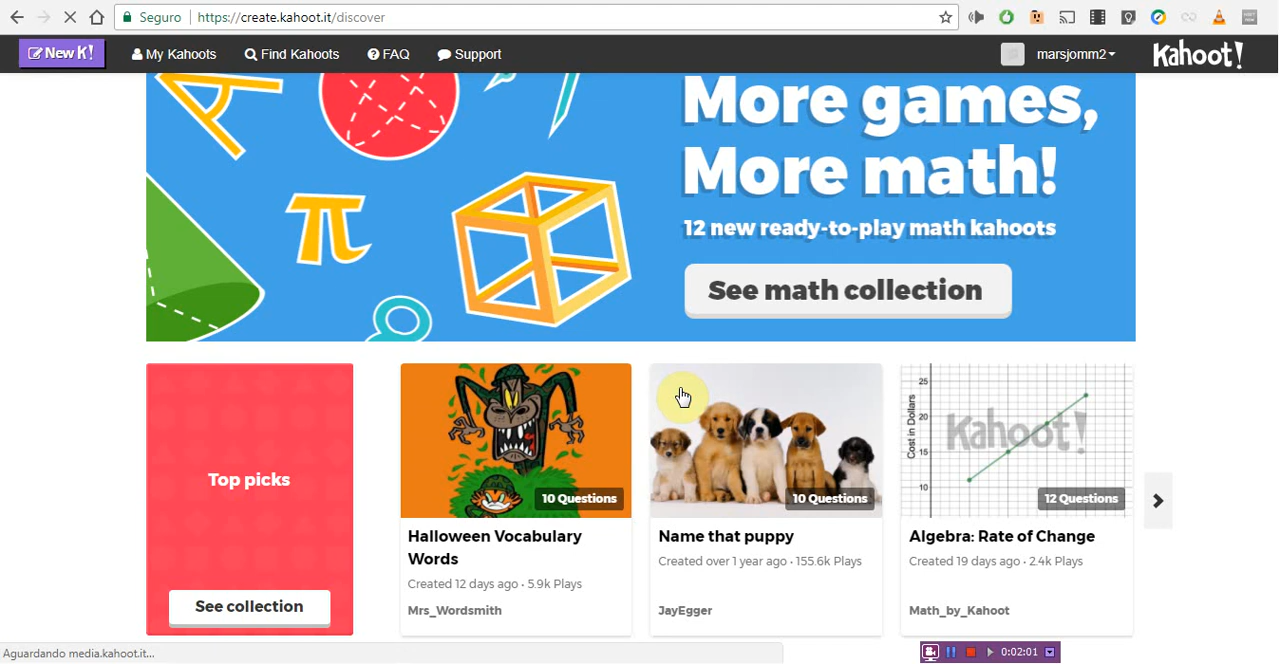 Seguro https://create.kahoot.it/discover
New K! My Kahoots Find Kahoots FAQ Support marsjomm2 Kahoot!
More games,
More math!
12 new ready-to-play math kahoots
See math collection
π
Top picks
See collection
10 Questions
Halloween Vocabulary
Words
Created 12 days ago · 5.9k Plays
Mrs_Wordsmith
10 Questions
Name that puppy
Created over 1 year ago · 155.6k Plays
JayEgger
Cost in Dollars
25
20
15
10
Kahoot!
12 Questions
Algebra: Rate of Change
Created 19 days ago · 2.4k Plays
Math_by_Kahoot
Aguardando media.kahoot.it...
0:02:01